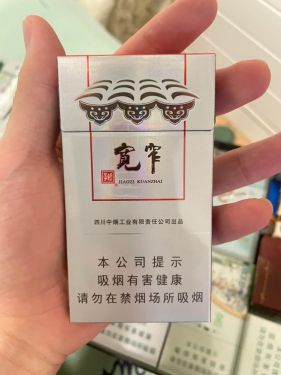 宽窄
JIAOZI KUANZHAI
四川中烟工业有限责任公司出品
本公司提示
吸烟有害健康
请勿在禁烟场所吸烟